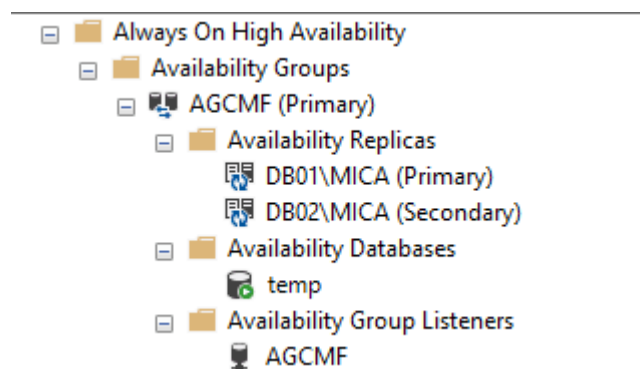 Always On High Availability
Availability Groups
AGCMF (Primary)
Availability Replicas
DB01\MICA (Primary)
DB02\MICA (Secondary)
Availability Databases
temp
Availability Group Listeners
AGCMF